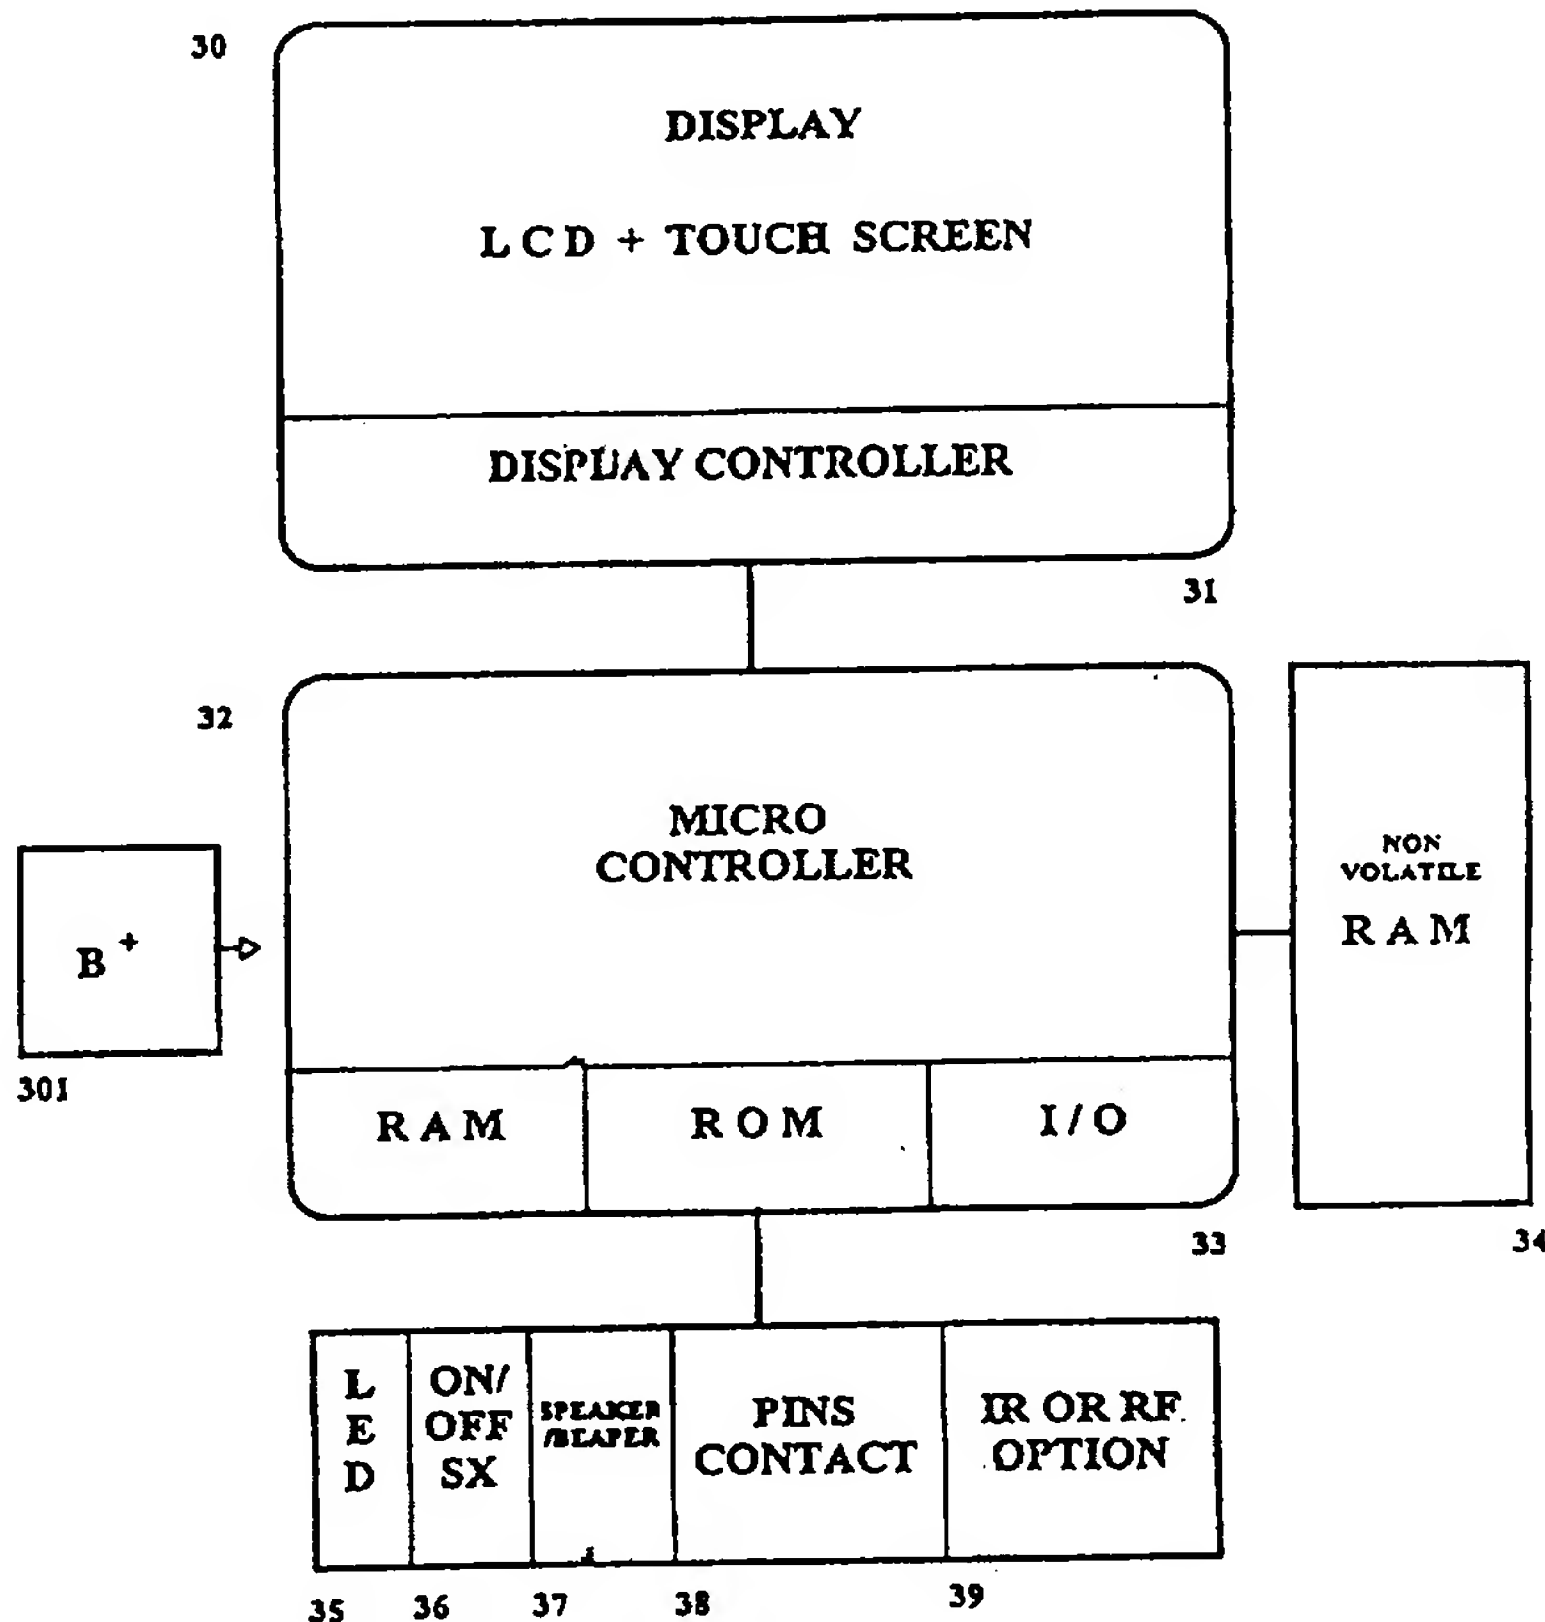 30
DISPLAY
LCD + TOUCH SCREEN
DISPLAY CONTROLLER
31
32
MICRO
CONTROLLER
NON
VOLATILE
RAM
B+
301
RAM
ROM
I/O
33
34
L
E
D
ON/
OFF
SX
SPEAKER
/BEAPER
PINS
CONTACT
IR OR RF
OPTION
35
36
37
38
39